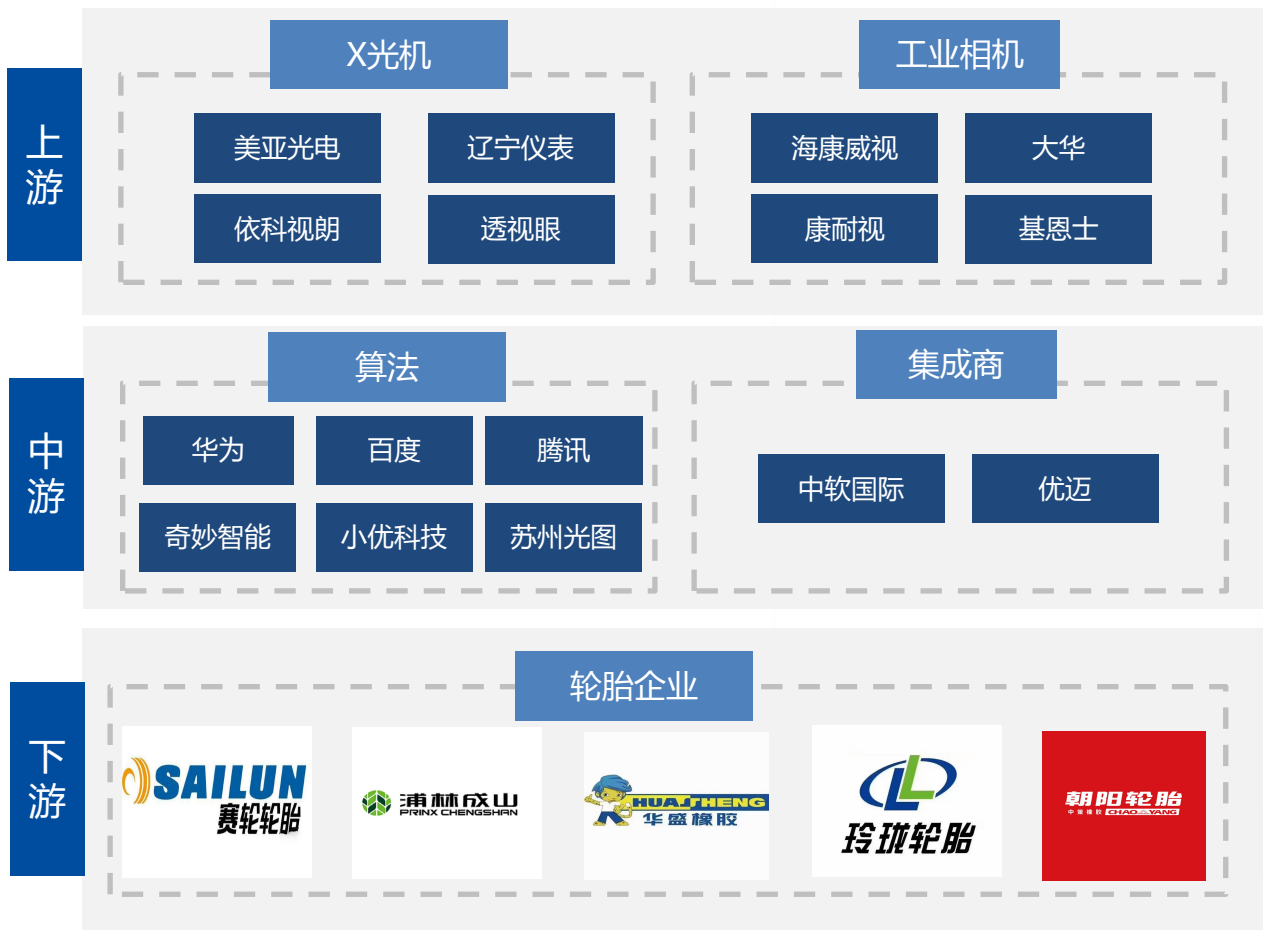 上游
X光机
美亚光电
辽宁仪表
依科视朗
透视眼
工业相机
海康威视
大华
康耐视
基恩士
中游
算法
华为
百度
腾讯
奇妙智能
小优科技
苏州光图
集成商
中软国际
优迈
下游
轮胎企业
SAILUN
赛轮轮胎
浦林成山
PRINX CHENGSHAN
HUASHENG
华盛橡胶
玲珑轮胎
朝阳轮胎
中策橡胶 CHAOYANG